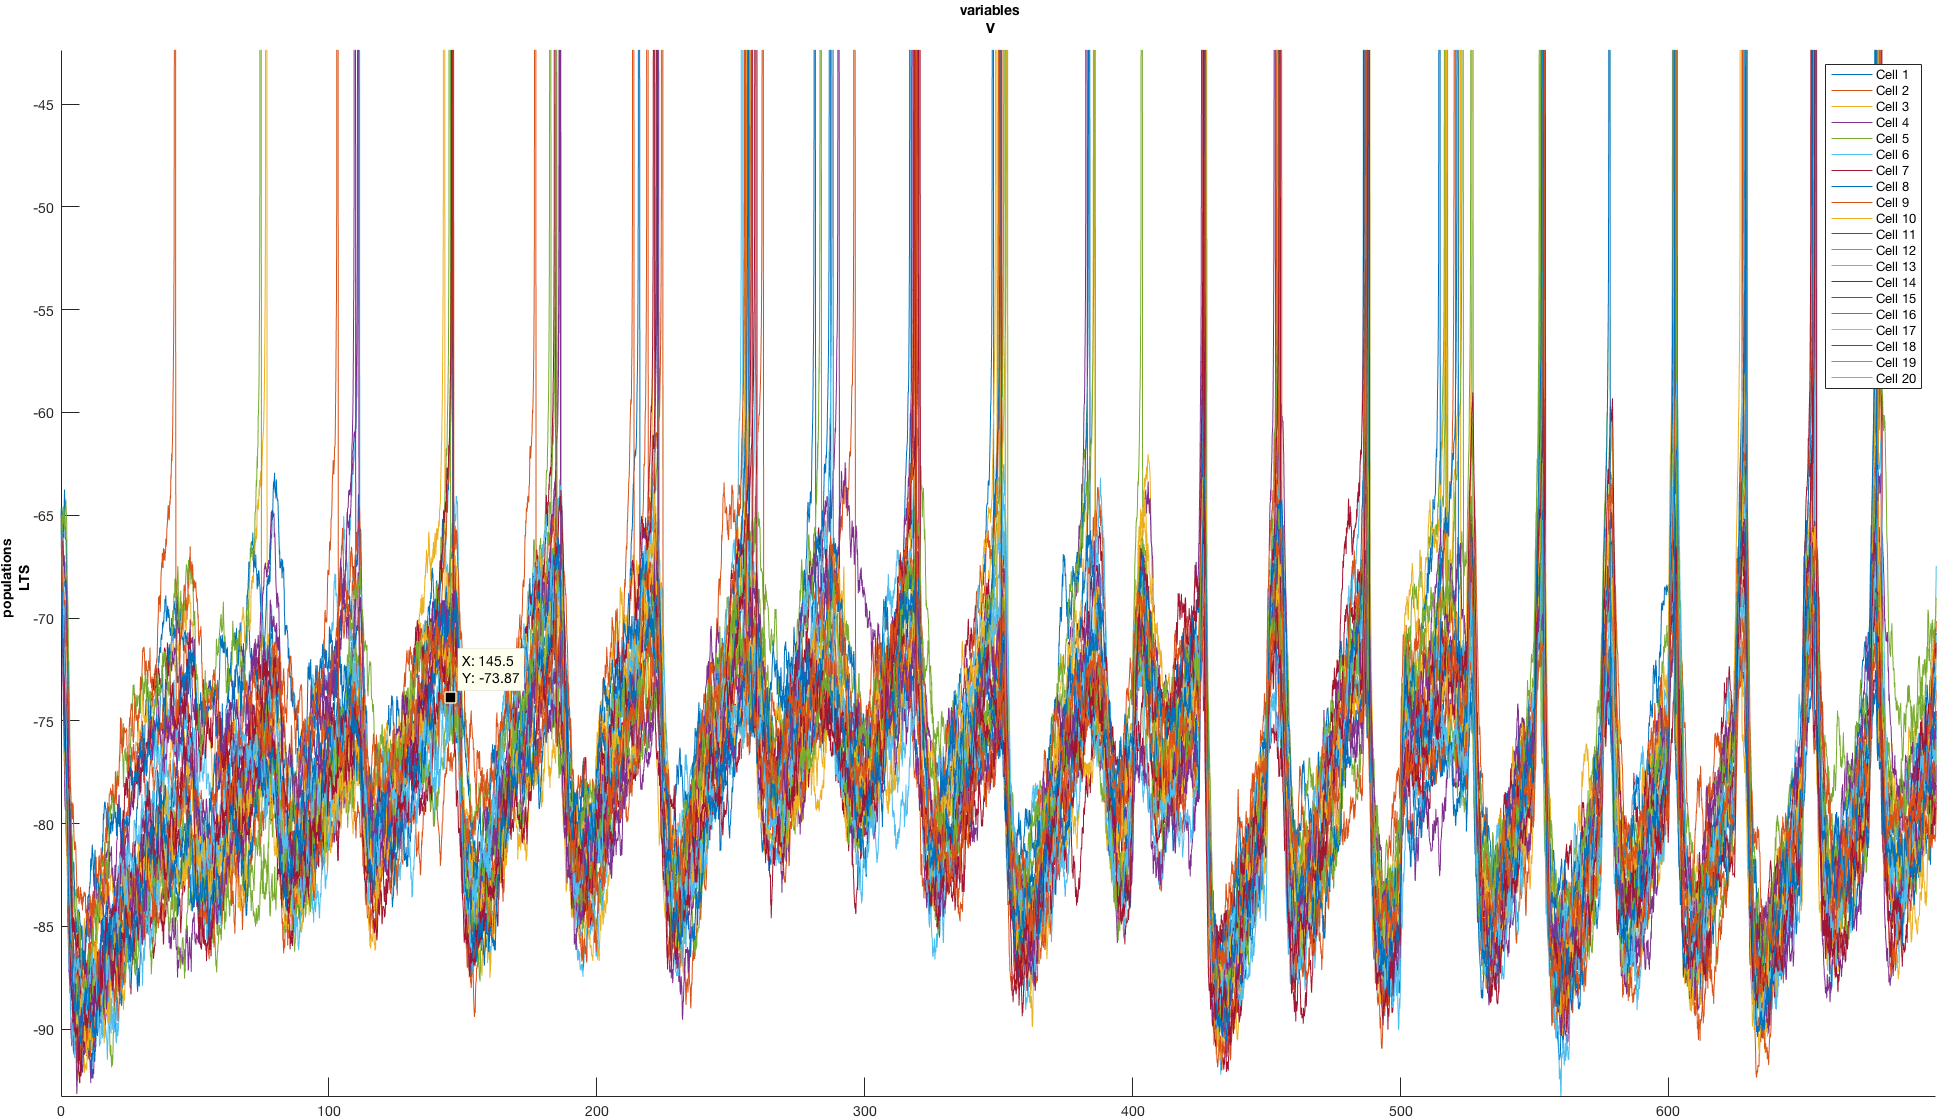 variables
V
populations
LTS
-45
-50
-55
-60
-65
-70
-75
-80
-85
-90
0
100
200
300
400
500
600
X: 145.5
Y: -73.87
Cell 1
Cell 2
Cell 3
Cell 4
Cell 5
Cell 6
Cell 7
Cell 8
Cell 9
Cell 10
Cell 11
Cell 12
Cell 13
Cell 14
Cell 15
Cell 16
Cell 17
Cell 18
Cell 19
Cell 20